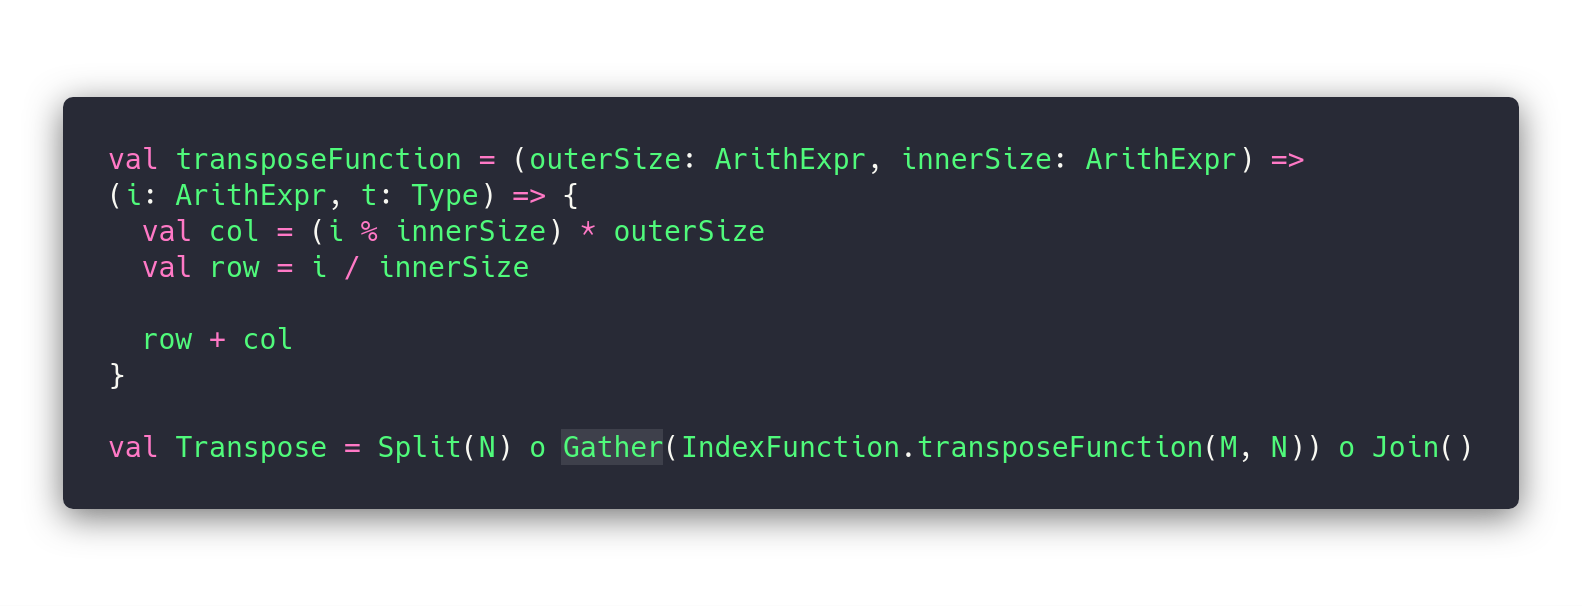 val transposeFunction = (outerSize: ArithExpr, innerSize: ArithExpr) =>
(i: ArithExpr, t: Type) => {
  val col = (i % innerSize) * outerSize
  val row = i / innerSize

  row + col
}

val Transpose = Split(N) o Gather(IndexFunction.transposeFunction(M, N)) o Join()